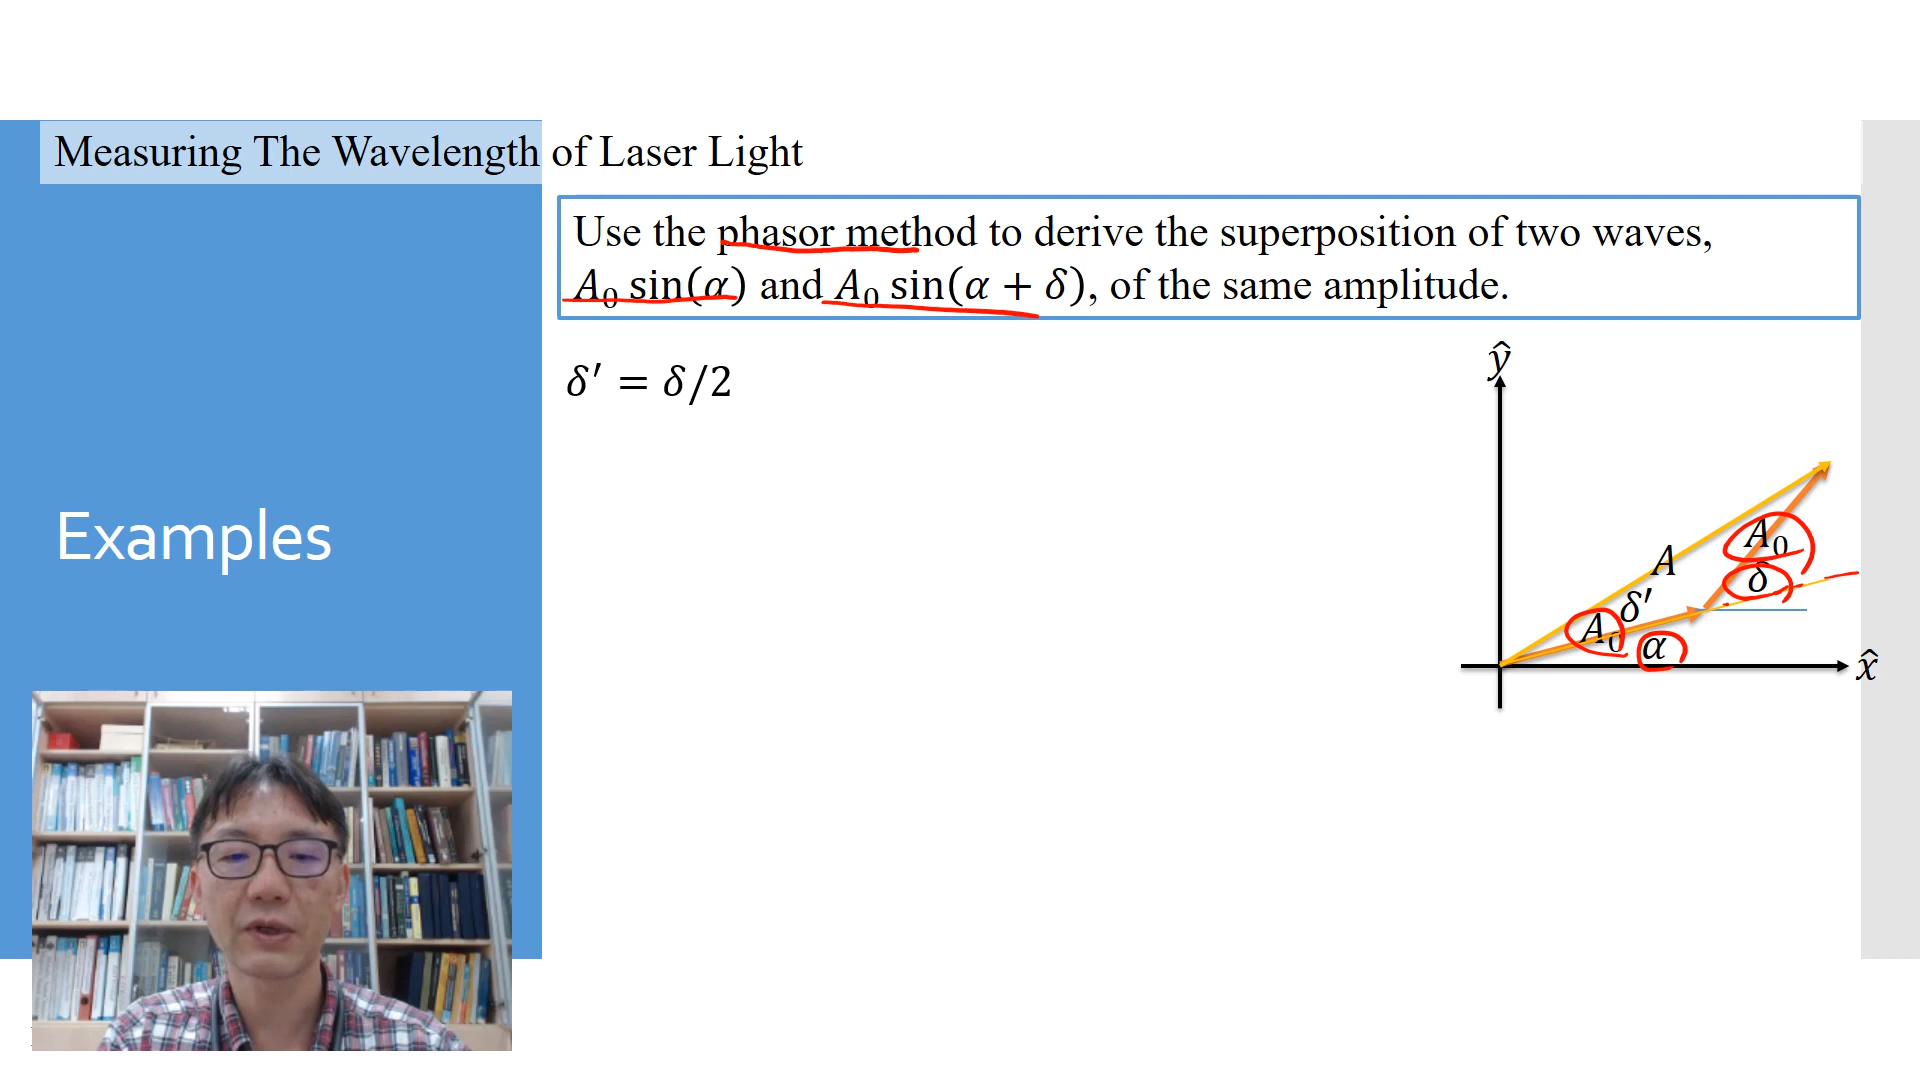 Measuring The Wavelength of Laser Light
Use the phasor method to derive the superposition of two waves,
A₀ sin(α) and A₀ sin(α + δ), of the same amplitude.
δ′ = δ/2
Examples
ŷ
A₀
A
δ
δ′
A₀
α
x̂